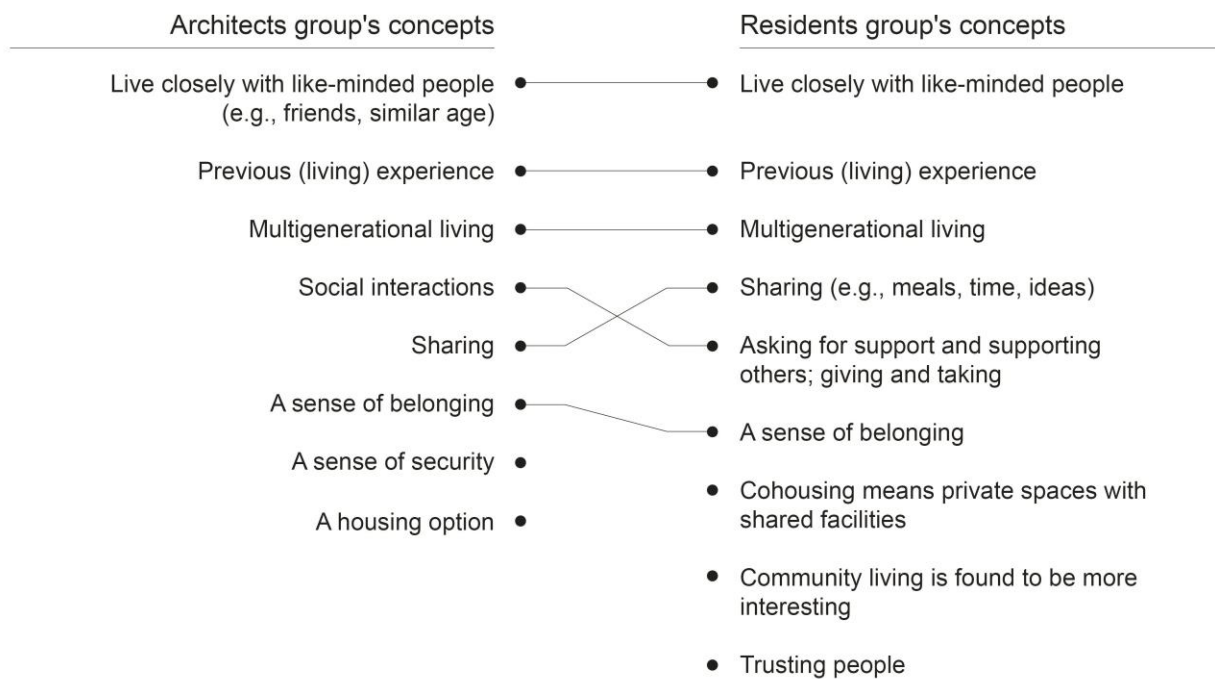 Architects group's concepts
Live closely with like-minded people
(e.g., friends, similar age)
Previous (living) experience
Multigenerational living
Social interactions
Sharing
A sense of belonging
A sense of security
A housing option
Residents group's concepts
Live closely with like-minded people
Previous (living) experience
Multigenerational living
Sharing (e.g., meals, time, ideas)
Asking for support and supporting
others; giving and taking
A sense of belonging
Cohousing means private spaces with
shared facilities
Community living is found to be more
interesting
Trusting people